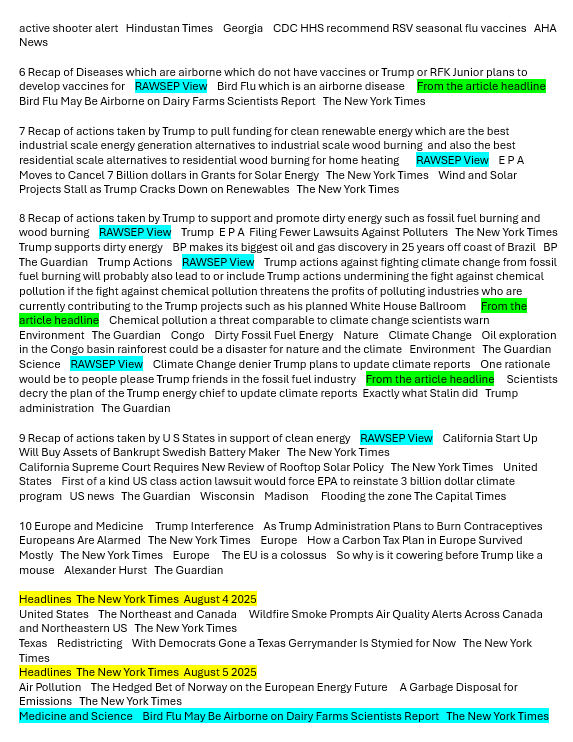 active shooter alert   Hindustan Times    Georgia    CDC HHS recommend RSV seasonal flu vaccines   AHA
News
6 Recap of Diseases which are airborne which do not have vaccines or Trump or RFK Junior plans to
develop vaccines for    RAWSEP View    Bird Flu which is an airborne disease    From the article headline
Bird Flu May Be Airborne on Dairy Farms Scientists Report   The New York Times
7 Recap of actions taken by Trump to pull funding for clean renewable energy which are the best
industrial scale energy generation alternatives to industrial scale wood burning  and also the best
residential scale alternatives to residential wood burning for home heating      RAWSEP View    E P A
Moves to Cancel 7 Billion dollars in Grants for Solar Energy   The New York Times    Wind and Solar
Projects Stall as Trump Cracks Down on Renewables   The New York Times
8 Recap of actions taken by Trump to support and promote dirty energy such as fossil fuel burning and
wood burning    RAWSEP View    Trump  E P A  Filing Fewer Lawsuits Against Polluters   The New York Times
Trump supports dirty energy    BP makes its biggest oil and gas discovery in 25 years off coast of Brazil   BP
The Guardian    Trump Actions    RAWSEP View    Trump actions against fighting climate change from fossil
fuel burning will probably also lead to or include Trump actions undermining the fight against chemical
pollution if the fight against chemical pollution threatens the profits of polluting industries who are
currently contributing to the Trump projects such as his planned White House Ballroom     From the
article headline    Chemical pollution a threat comparable to climate change scientists warn
Environment   The Guardian    Congo    Dirty Fossil Fuel Energy    Nature    Climate Change    Oil exploration
in the Congo basin rainforest could be a disaster for nature and the climate   Environment   The Guardian
Science    RAWSEP View    Climate Change denier Trump plans to update climate reports    One rationale
would be to people please Trump friends in the fossil fuel industry    From the article headline     Scientists
decry the plan of the Trump energy chief to update climate reports  Exactly what Stalin did   Trump
administration   The Guardian
9 Recap of actions taken by U S States in support of clean energy    RAWSEP View    California Start Up
Will Buy Assets of Bankrupt Swedish Battery Maker   The New York Times
California Supreme Court Requires New Review of Rooftop Solar Policy   The New York Times    United
States    First of a kind US class action lawsuit would force EPA to reinstate 3 billion dollar climate
program   US news   The Guardian    Wisconsin    Madison     Flooding the zone The Capital Times
10 Europe and Medicine     Trump Interference    As Trump Administration Plans to Burn Contraceptives
Europeans Are Alarmed   The New York Times    Europe    How a Carbon Tax Plan in Europe Survived
Mostly   The New York Times    Europe     The EU is a colossus    So why is it cowering before Trump like a
mouse    Alexander Hurst   The Guardian
Headlines  The New York Times  August 4 2025
United States    The Northeast and Canada     Wildfire Smoke Prompts Air Quality Alerts Across Canada
and Northeastern US   The New York Times
Texas    Redistricting    With Democrats Gone a Texas Gerrymander Is Stymied for Now   The New York
Times
Headlines  The New York Times  August 5 2025
Air Pollution    The Hedged Bet of Norway on the European Energy Future     A Garbage Disposal for
Emissions   The New York Times
Medicine and Science    Bird Flu May Be Airborne on Dairy Farms Scientists Report   The New York Times